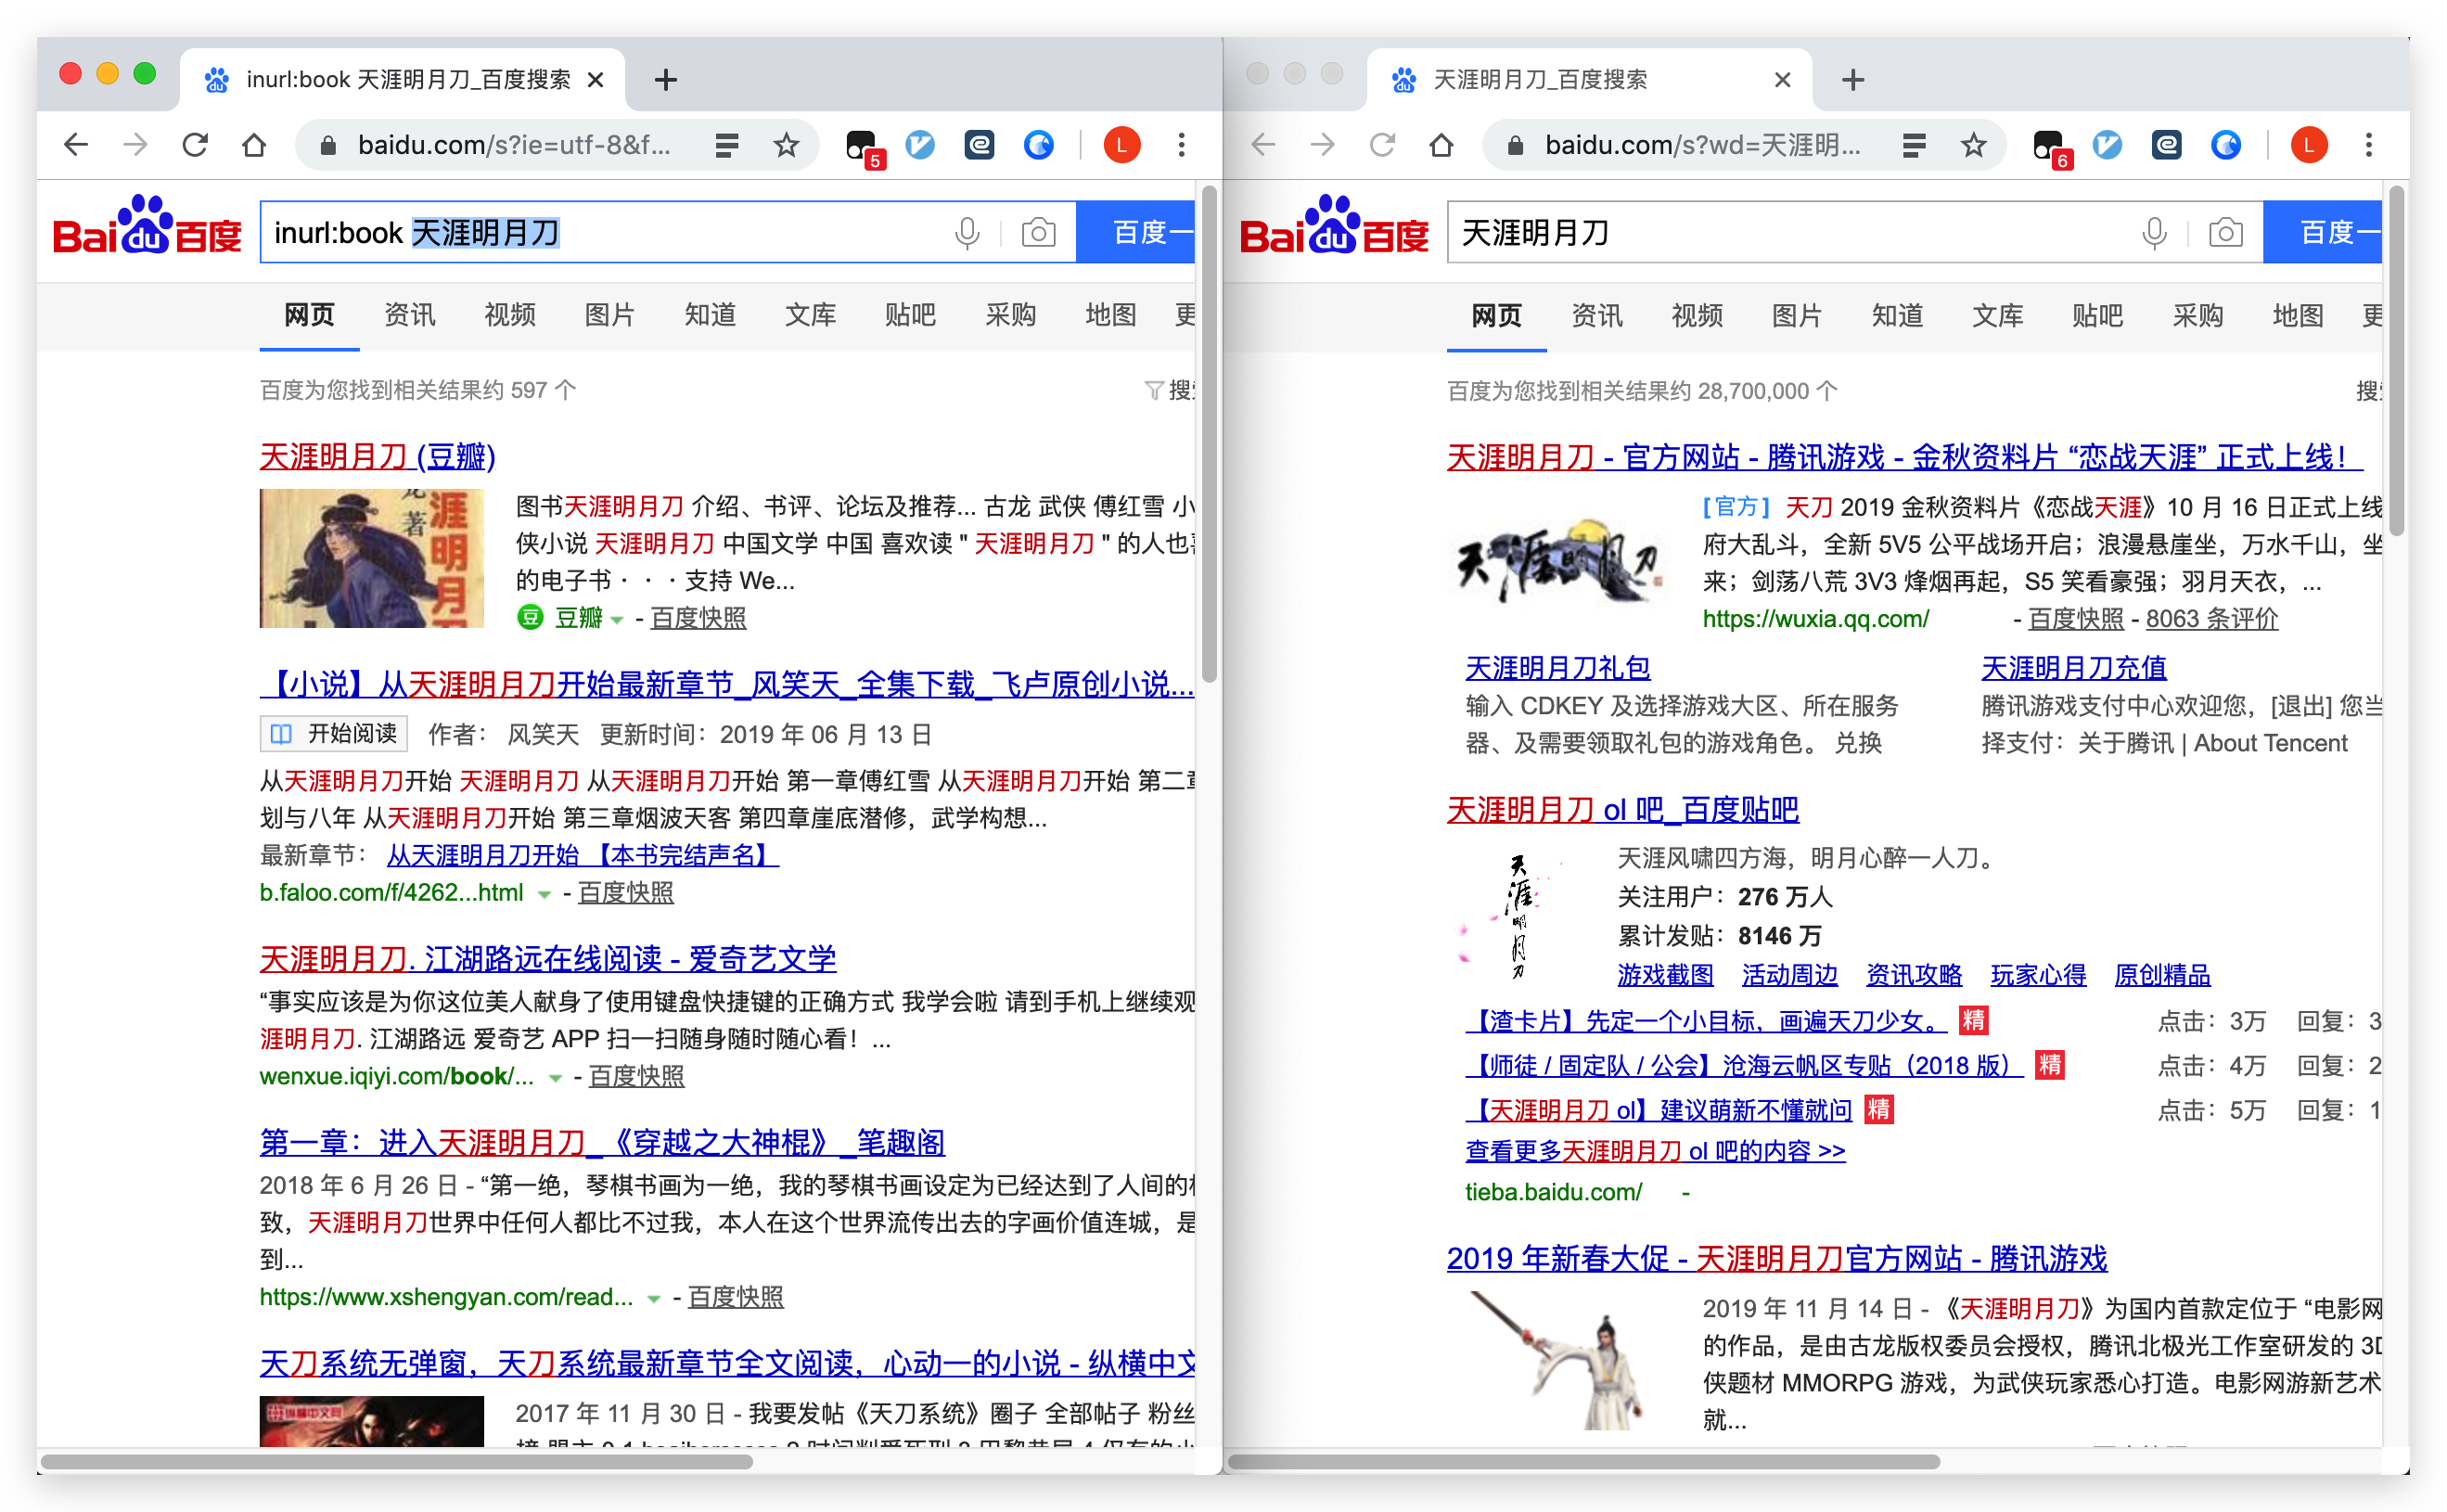 inurl:book 天涯明月刀_百度搜索
baidu.com/s?ie=utf-8&f...
5
L
Bai du 百度
inurl:book 天涯明月刀
百度一
网页 资讯 视频 图片 知道 文库 贴吧 采购 地图 更
百度为您找到相关结果约 597 个
搜
天涯明月刀 (豆瓣)
涯明月
著
图书天涯明月刀 介绍、书评、论坛及推荐... 古龙 武侠 傅红雪 小
侠小说 天涯明月刀 中国文学 中国 喜欢读 " 天涯明月刀 " 的人也
的电子书 · · · 支持 We...
豆 豆瓣 - 百度快照
【小说】从天涯明月刀开始最新章节_风笑天_全集下载_飞卢原创小说...
开始阅读 作者： 风笑天 更新时间：2019 年 06 月 13 日
从天涯明月刀开始 天涯明月刀 从天涯明月刀开始 第一章傅红雪 从天涯明月刀开始 第二
划与八年 从天涯明月刀开始 第三章烟波天客 第四章崖底潜修，武学构想...
最新章节： 从天涯明月刀开始 【本书完结声名】
b.faloo.com/f/4262...html - 百度快照
天涯明月刀. 江湖路远在线阅读 - 爱奇艺文学
“事实应该是为你这位美人献身了使用键盘快捷键的正确方式 我学会啦 请到手机上继续观
涯明月刀. 江湖路远 爱奇艺 APP 扫一扫随身随时随心看！...
wenxue.iqiyi.com/book/... - 百度快照
第一章：进入天涯明月刀_《穿越之大神棍》_笔趣阁
2018 年 6 月 26 日 - “第一绝，琴棋书画为一绝，我的琴棋书画设定为已经达到了人间的
致，天涯明月刀世界中任何人都比不过我，本人在这个世界流传出去的字画价值连城，是
到...
https://www.xshengyan.com/read... - 百度快照
天刀系统无弹窗，天刀系统最新章节全文阅读，心动一的小说 - 纵横中文
纵横中文网
2017 年 11 月 30 日 - 我要发帖《天刀系统》圈子 全部帖子 粉丝
天涯明月刀_百度搜索
baidu.com/s?wd=天涯明...
6
L
Bai du 百度
天涯明月刀
百度一
网页 资讯 视频 图片 知道 文库 贴吧 采购 地图 更
百度为您找到相关结果约 28,700,000 个
搜
天涯明月刀 - 官方网站 - 腾讯游戏 - 金秋资料片 “恋战天涯” 正式上线！
天涯明月刀
[官方] 天刀 2019 金秋资料片《恋战天涯》10 月 16 日正式上线
府大乱斗，全新 5V5 公平战场开启；浪漫悬崖坐，万水千山，坐
来；剑荡八荒 3V3 烽烟再起，S5 笑看豪强；羽月天衣，...
https://wuxia.qq.com/ - 百度快照 - 8063 条评价
天涯明月刀礼包
输入 CDKEY 及选择游戏大区、所在服务
器、及需要领取礼包的游戏角色。 兑换
天涯明月刀充值
腾讯游戏支付中心欢迎您，[退出] 您当
择支付：关于腾讯 | About Tencent
天涯明月刀 ol 吧_百度贴吧
天涯明月刀
天涯风啸四方海，明月心醉一人刀。
关注用户：276 万人
累计发贴：8146 万
游戏截图 活动周边 资讯攻略 玩家心得 原创精品
【渣卡片】先定一个小目标，画遍天刀少女。 精 点击：3万 回复：3
【师徒 / 固定队 / 公会】沧海云帆区专贴（2018 版） 精 点击：4万 回复：2
【天涯明月刀 ol】建议萌新不懂就问 精 点击：5万 回复：1
查看更多天涯明月刀 ol 吧的内容 >>
tieba.baidu.com/ -
2019 年新春大促 - 天涯明月刀官方网站 - 腾讯游戏
2019 年 11 月 14 日 - 《天涯明月刀》为国内首款定位于 “电影网
的作品，是由古龙版权委员会授权，腾讯北极光工作室研发的 3D
侠题材 MMORPG 游戏，为武侠玩家悉心打造。电影网游新艺术
就...